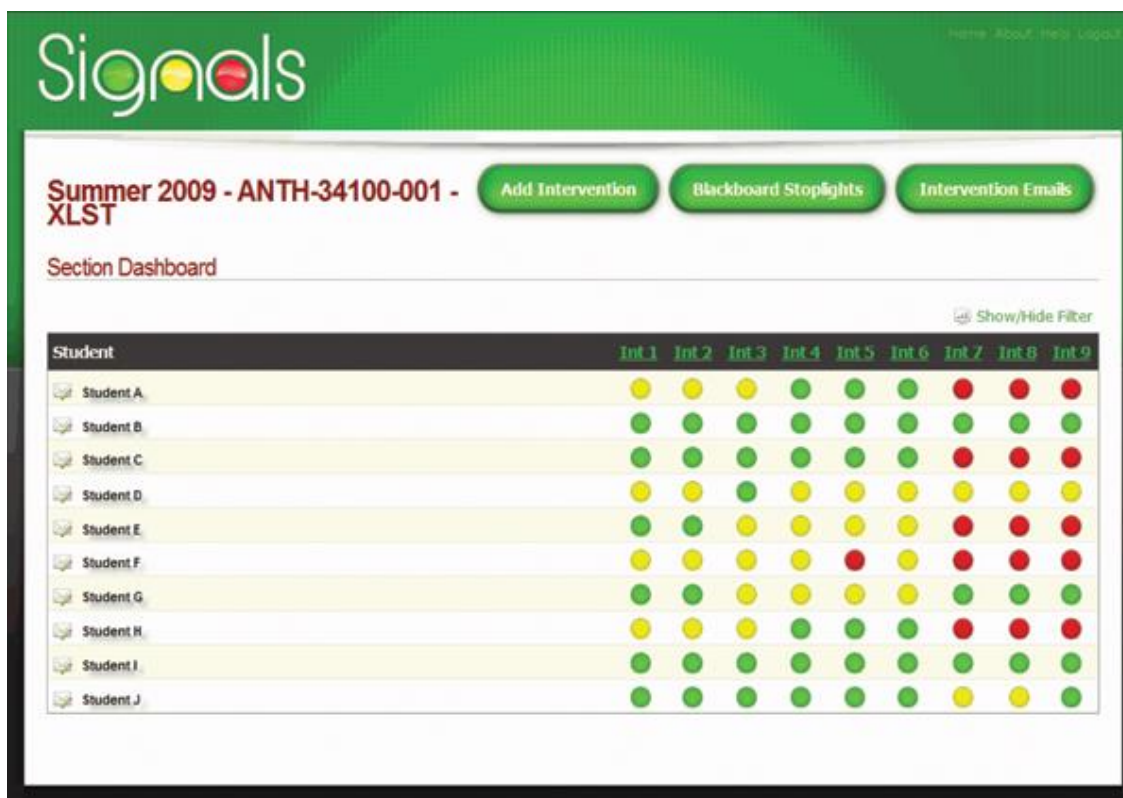 Home About Help Logout
Signals
Summer 2009 - ANTH-34100-001 -
XLST
Add Intervention
Blackboard Stoplights
Intervention Emails
Section Dashboard
Show/Hide Filter
Student Int 1 Int 2 Int 3 Int 4 Int 5 Int 6 Int 7 Int 8 Int 9
Student A
Student B
Student C
Student D
Student E
Student F
Student G
Student H
Student I
Student J